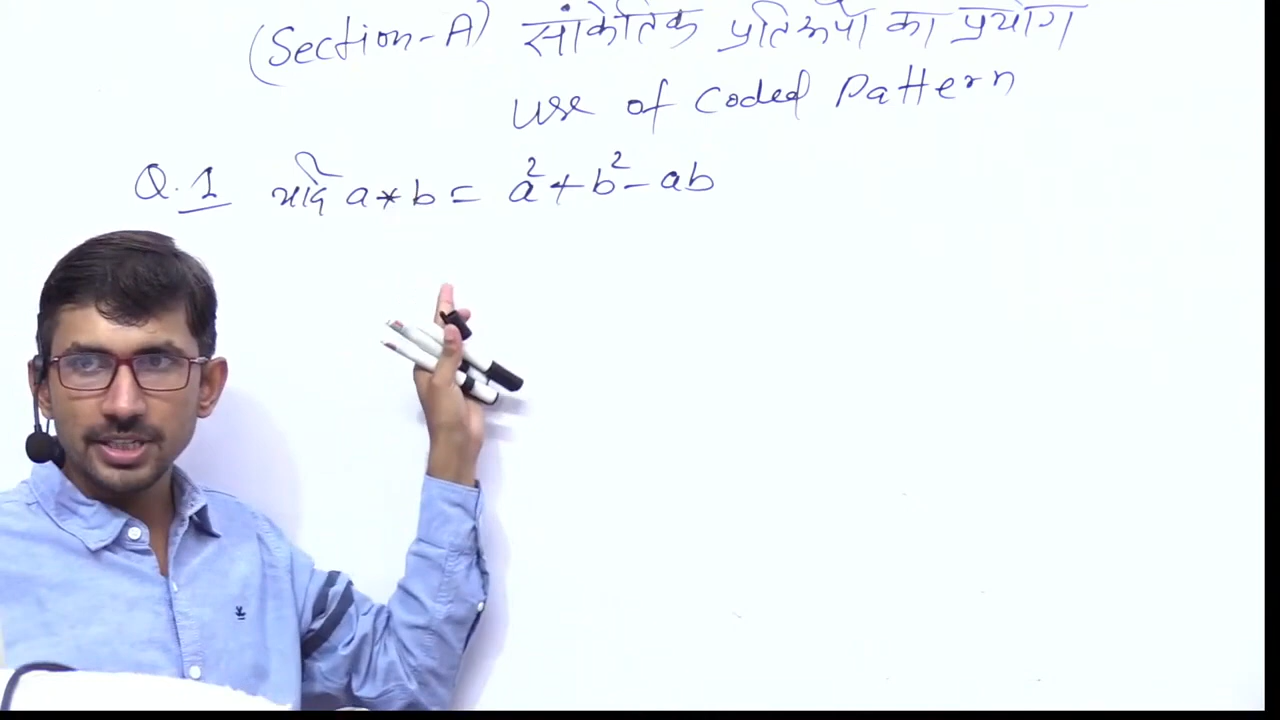 (Section-A) सांकेतिक प्रतिरूपों का प्रयोग
Use of Coded Pattern
Q.1 यदि a * b = a² + b² - ab